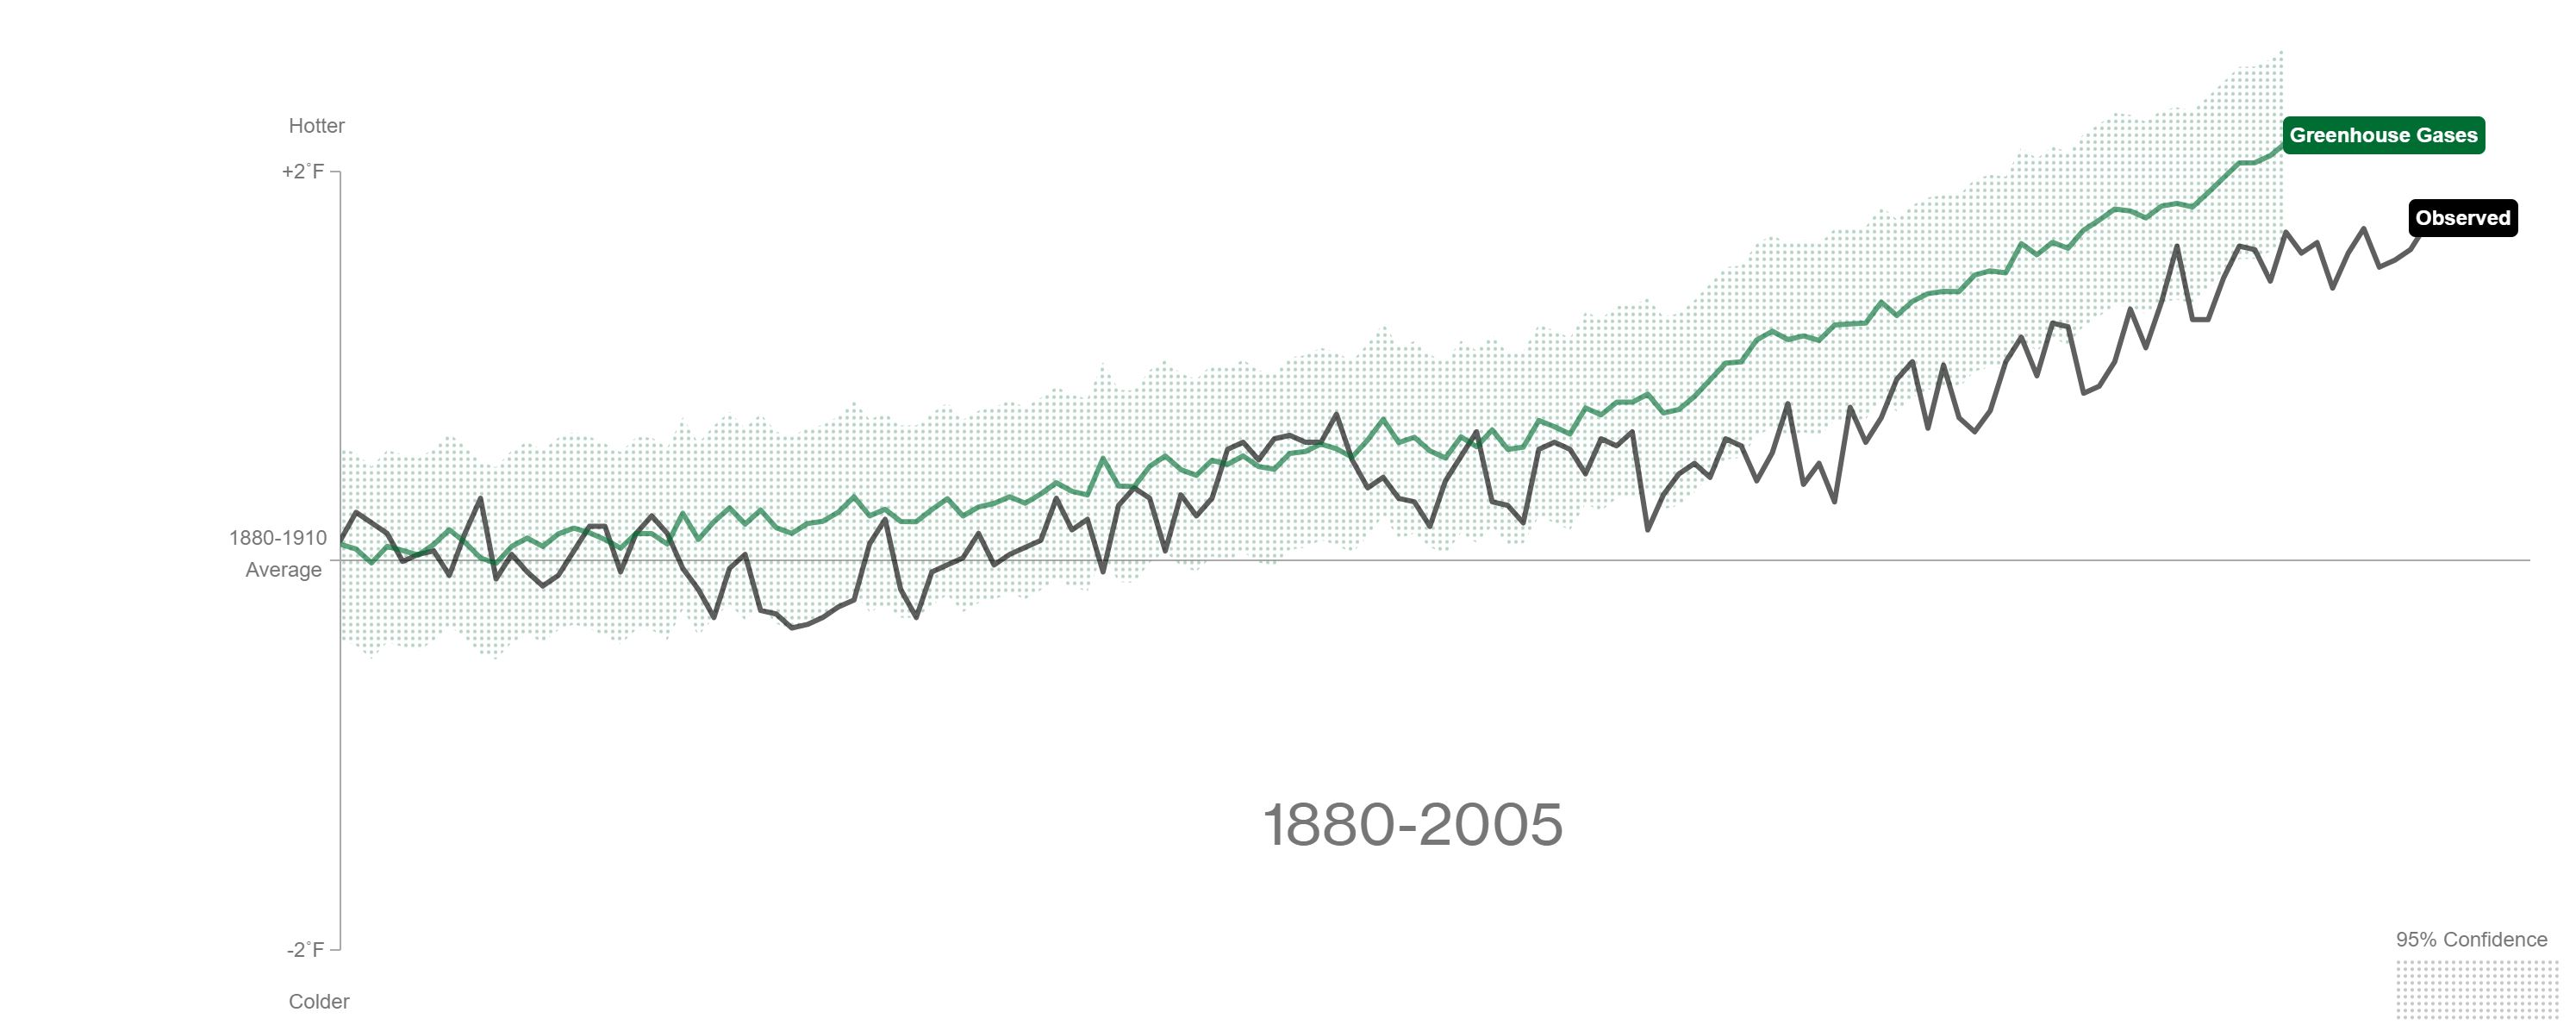 Hotter
+2°F
Greenhouse Gases
Observed
1880-1910
Average
1880-2005
-2°F
Colder
95% Confidence